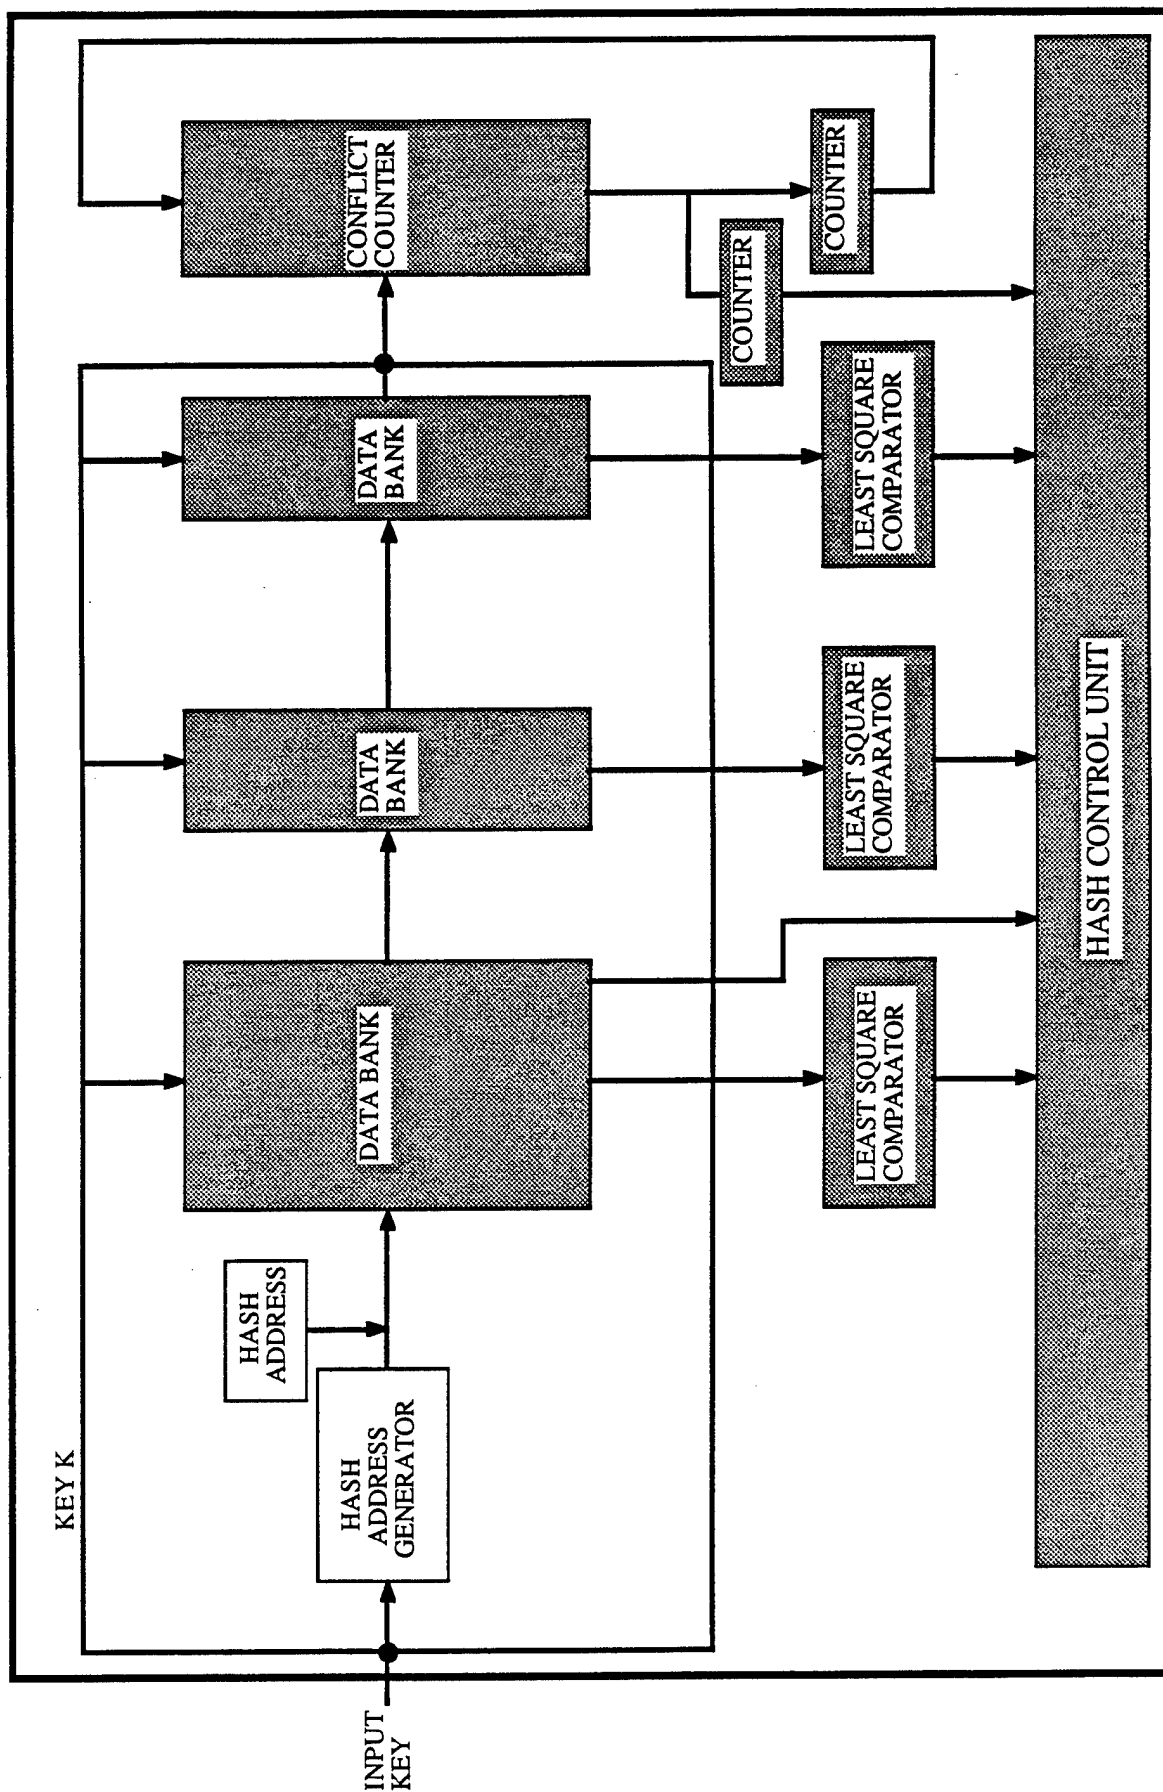 KEY K
INPUT
KEY
HASH
ADDRESS
GENERATOR
HASH
ADDRESS
DATA BANK
DATA
BANK
DATA
BANK
CONFLICT
COUNTER
LEAST SQUARE
COMPARATOR
LEAST SQUARE
COMPARATOR
LEAST SQUARE
COMPARATOR
COUNTER
COUNTER
HASH CONTROL UNIT